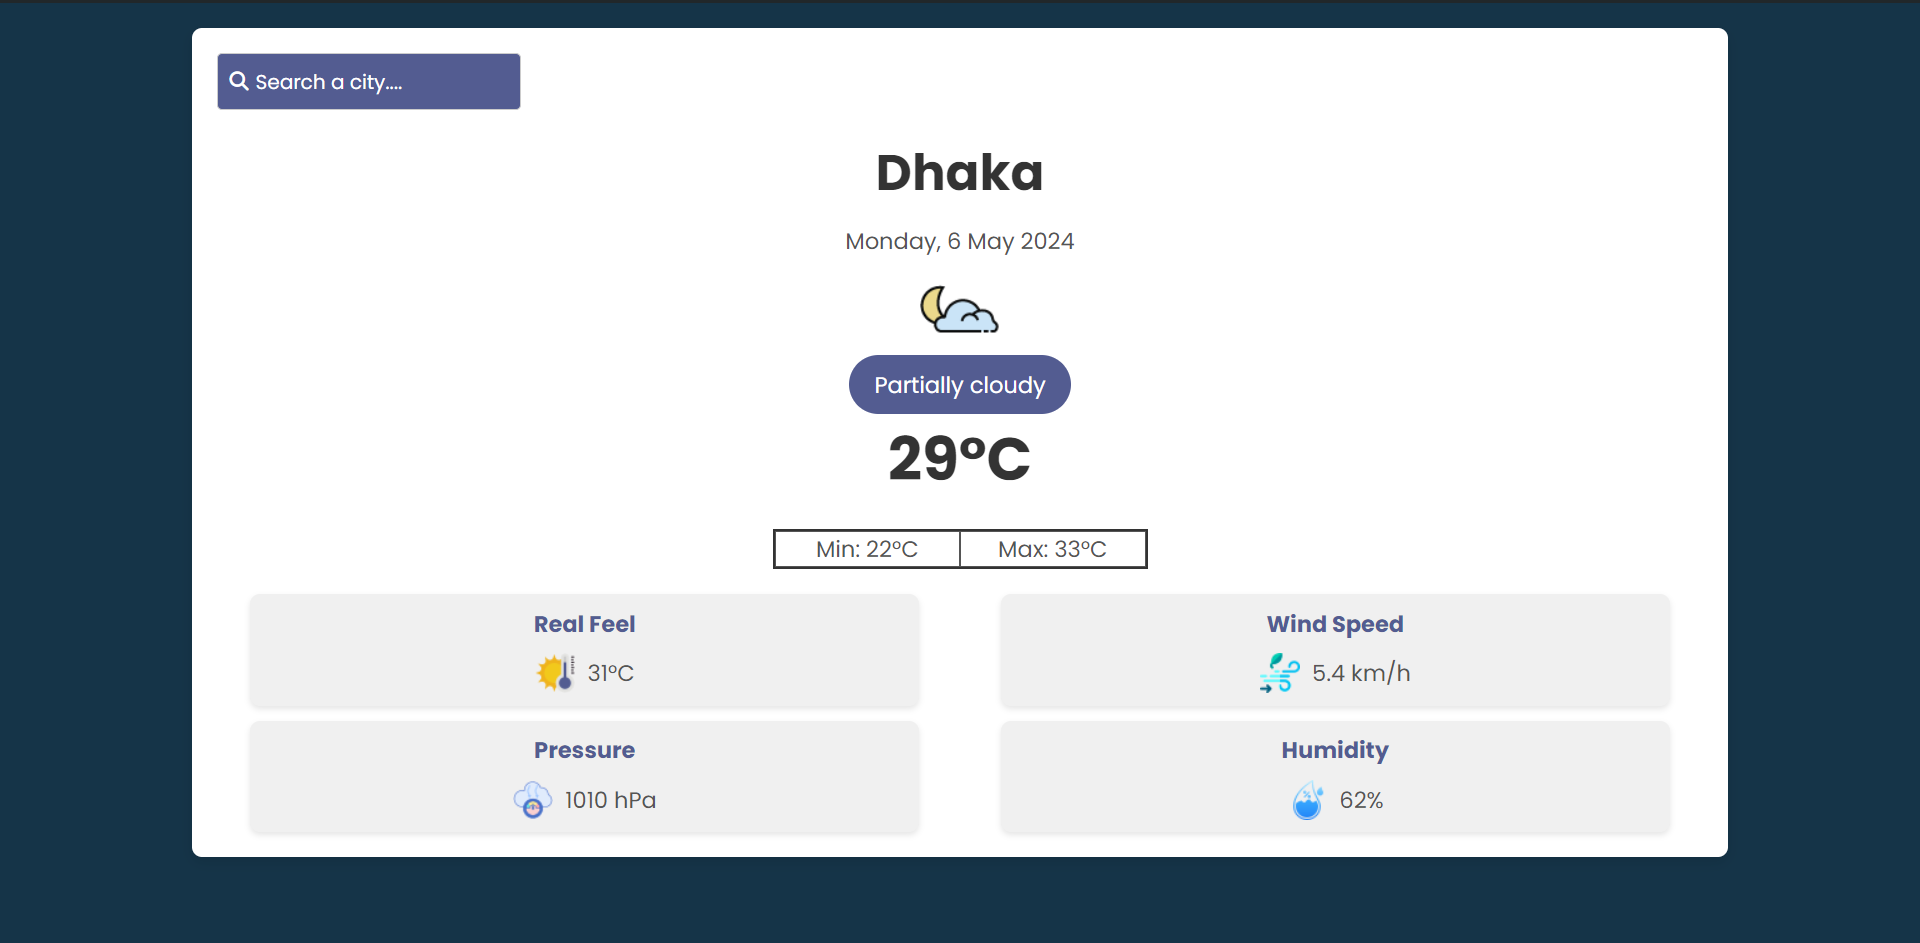 Search a city....
Dhaka
Monday, 6 May 2024
Partially cloudy
29°C
Min: 22°C
Max: 33°C
Real Feel
31°C
Wind Speed
5.4 km/h
Pressure
1010 hPa
Humidity
62%